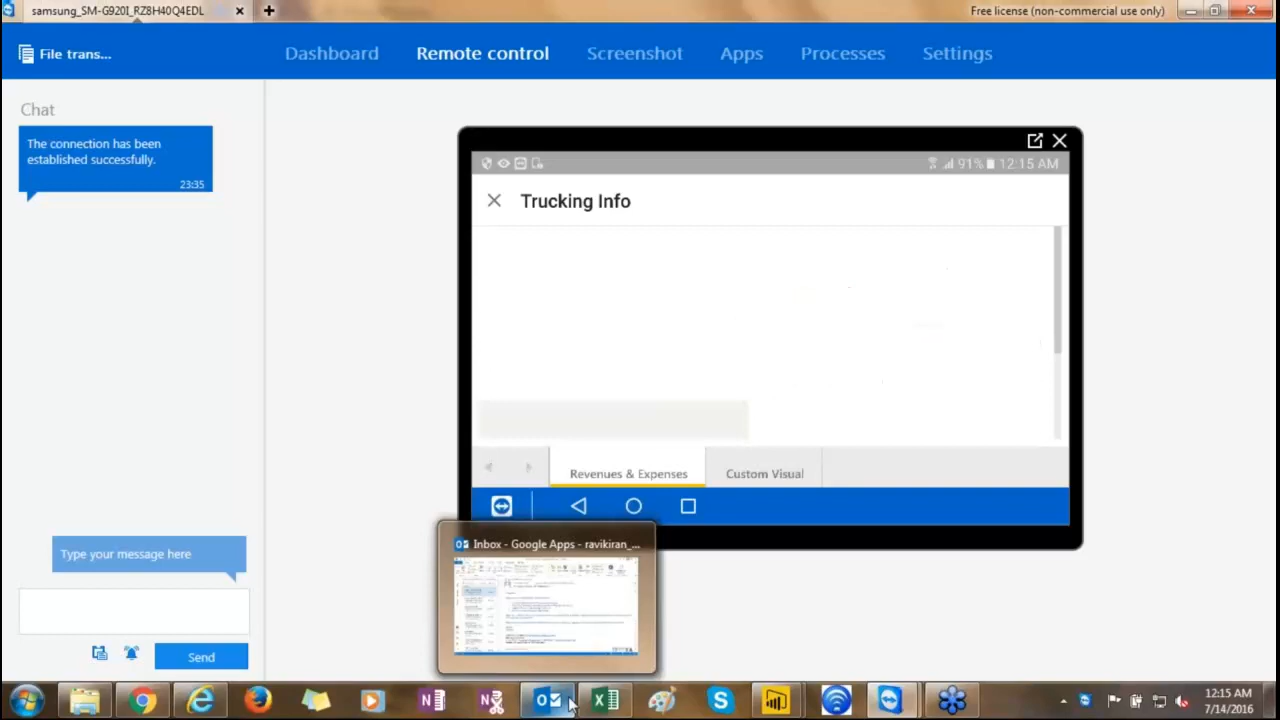 samsung_SM-G920I_RZ8H40Q4EDL
Free license (non-commercial use only)
File trans...
Dashboard
Remote control
Screenshot
Apps
Processes
Settings
Chat
The connection has been
established successfully.
23:35
91% 12:15 AM
Trucking Info
Revenues & Expenses
Custom Visual
Inbox - Google Apps - ravikiran_...
Type your message here
Send
12:15 AM
7/14/2016